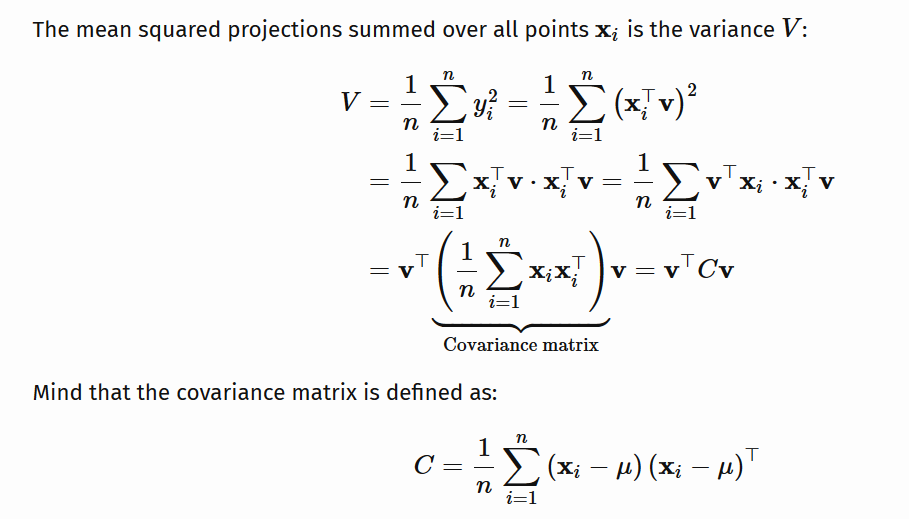 The mean squared projections summed over all points $\mathbf{x}_i$ is the variance $V$:
$V = \frac{1}{n} \sum_{i=1}^{n} y_i^2 = \frac{1}{n} \sum_{i=1}^{n} \left( \mathbf{x}_i^\top \mathbf{v} \right)^2$
$= \frac{1}{n} \sum_{i=1} \mathbf{x}_i^\top \mathbf{v} \cdot \mathbf{x}_i^\top \mathbf{v} = \frac{1}{n} \sum_{i=1} \mathbf{v}^\top \mathbf{x}_i \cdot \mathbf{x}_i^\top \mathbf{v}$
$= \mathbf{v}^\top \underbrace{\left( \frac{1}{n} \sum_{i=1}^{n} \mathbf{x}_i \mathbf{x}_i^\top \right)}_{\text{Covariance matrix}} \mathbf{v} = \mathbf{v}^\top C \mathbf{v}$
Mind that the covariance matrix is defined as:
$C = \frac{1}{n} \sum_{i=1}^{n} \left( \mathbf{x}_i - \mu \right) \left( \mathbf{x}_i - \mu \right)^\top$